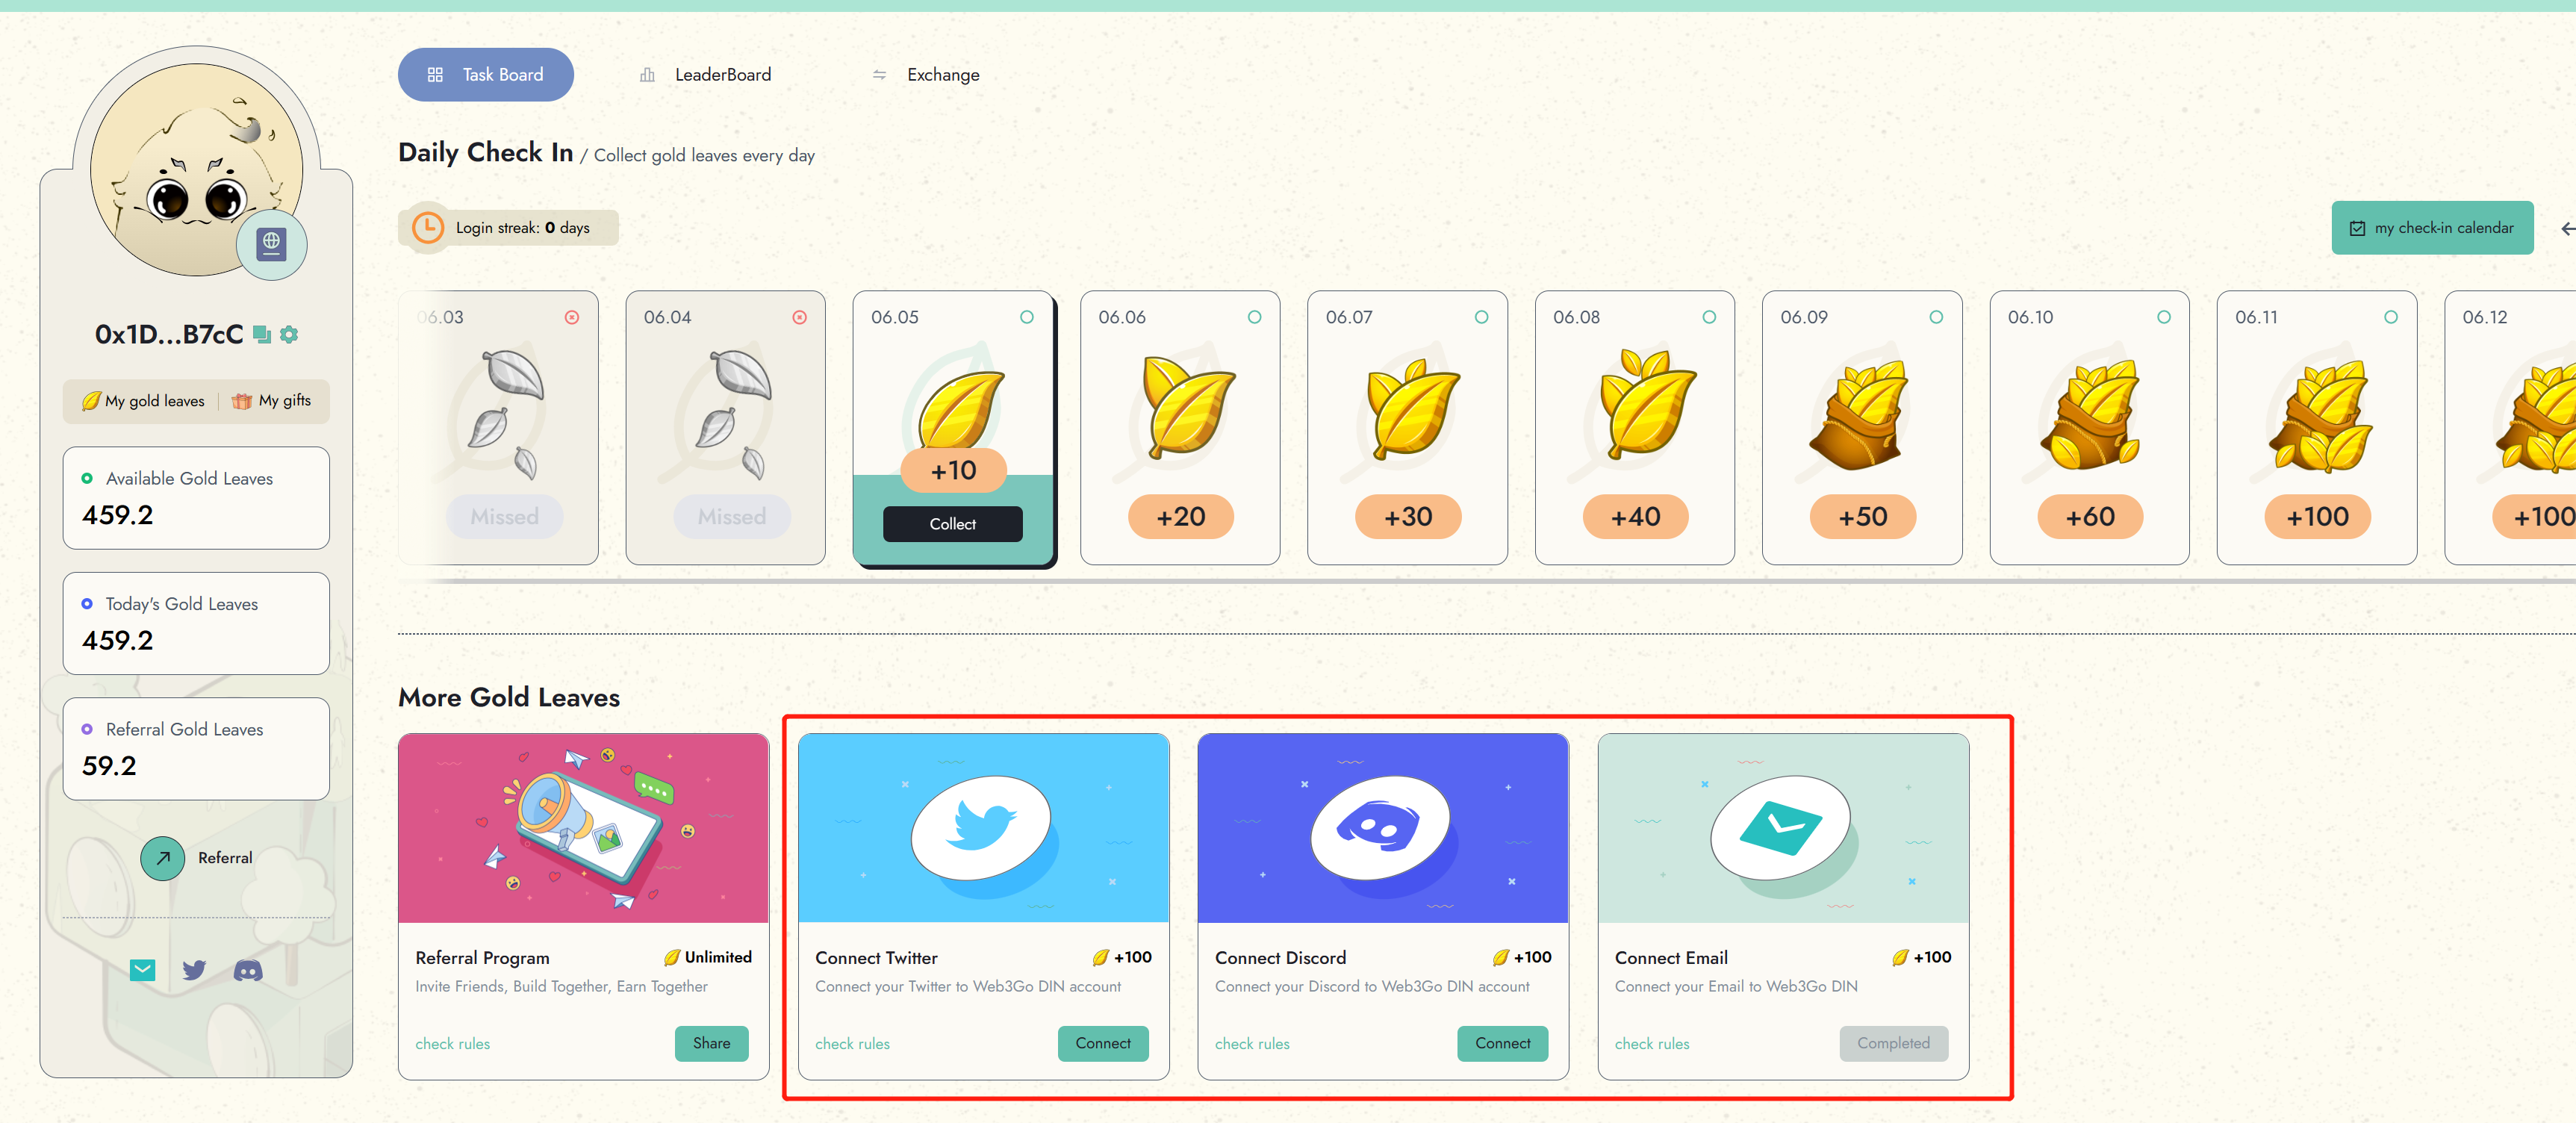 Task Board
LeaderBoard
Exchange
Daily Check In / Collect gold leaves every day
Login streak: 0 days
my check-in calendar
0x1D...B7cC
My gold leaves
My gifts
Available Gold Leaves
459.2
Today's Gold Leaves
459.2
Referral Gold Leaves
59.2
Referral
06.03
Missed
06.04
Missed
06.05
+10
Collect
06.06
+20
06.07
+30
06.08
+40
06.09
+50
06.10
+60
06.11
+100
06.12
+100
More Gold Leaves
Referral Program
Unlimited
Invite Friends, Build Together, Earn Together
check rules
Share
Connect Twitter
+100
Connect your Twitter to Web3Go DIN account
check rules
Connect
Connect Discord
+100
Connect your Discord to Web3Go DIN account
check rules
Connect
Connect Email
+100
Connect your Email to Web3Go DIN
check rules
Completed